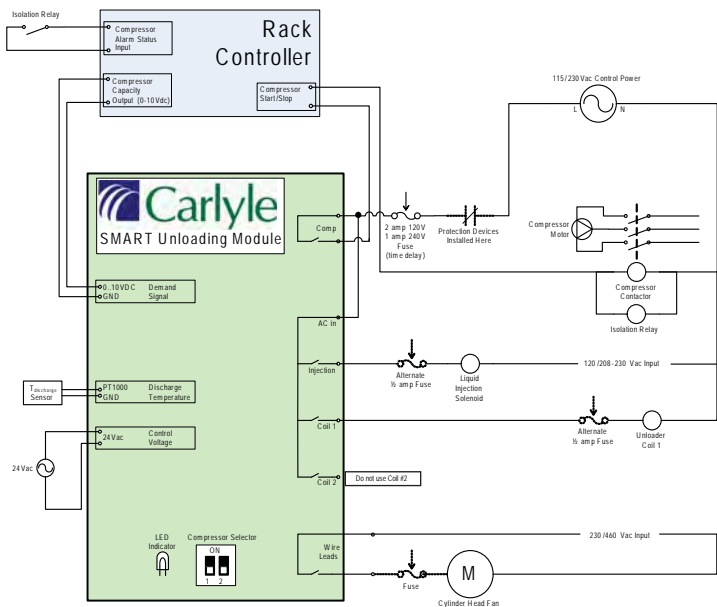 Isolation Relay
Compressor
Alarm Status
Input
Rack
Controller
Compressor
Capacity
Output (0-10Vdc)
Compressor
Start/Stop
115/230Vac Control Power
L
N
Carlyle
SMART Unloading Module
Comp
2 amp 120V
1 amp 240V
Fuse
(time delay)
Protection Devices
Installed Here
Compressor
Motor
Compressor
Contactor
Isolation Relay
0..10VDC Demand
GND Signal
AC in
Injection
Alternate
½ amp Fuse
Liquid
Injection
Solenoid
120/208-230 Vac Input
Tdischarge
Sensor
PT1000 Discharge
GND Temperature
Coil 1
Alternate
½ amp Fuse
Unloader
Coil 1
24Vac Control
Voltage
24Vac
Coil 2
Do not use Coil #2
LED
Indicator
Compressor Selector
ON
1 2
Wire
Leads
230/460 Vac Input
Fuse
M
Cylinder Head Fan